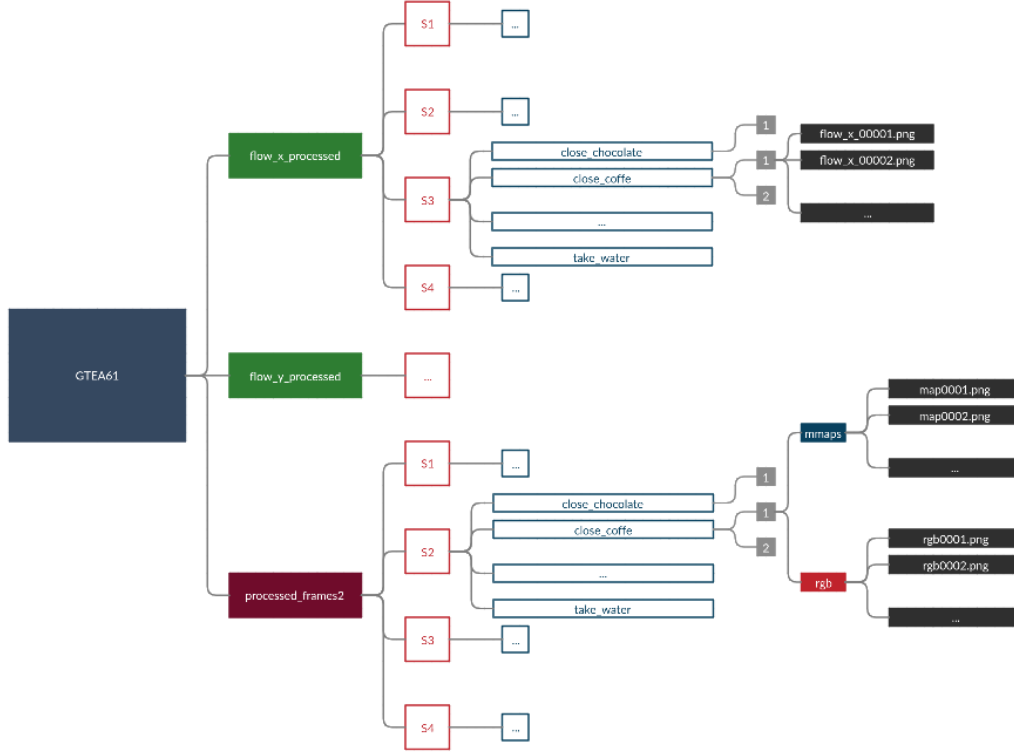 GTEA61
flow_x_processed
S1
...
S2
...
S3
close_chocolate
1
close_coffe
1
flow_x_00001.png
flow_x_00002.png
...
2
...
take_water
S4
...
flow_y_processed
...
processed_frames2
S1
...
S2
close_chocolate
1
close_coffe
1
mmaps
map0001.png
map0002.png
...
rgb
rgb0001.png
rgb0002.png
...
2
...
take_water
S3
...
S4
...